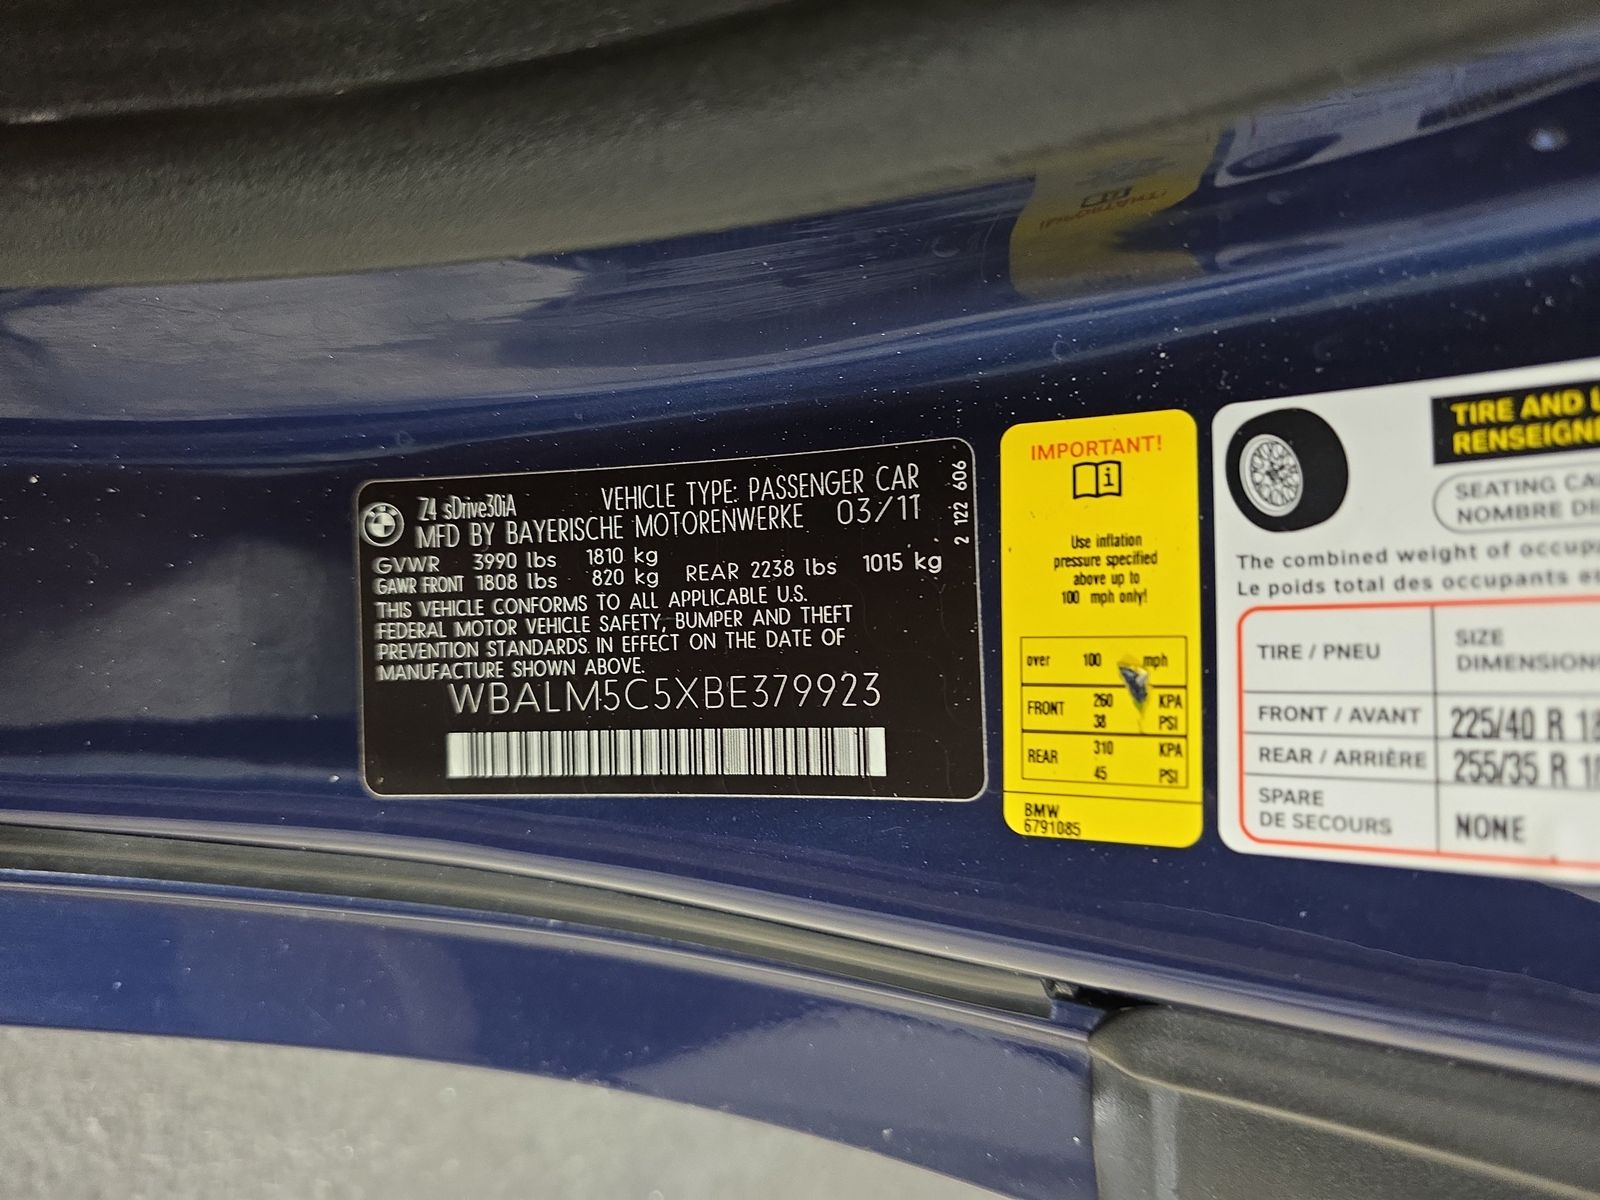 Z4 sDrive30iA
VEHICLE TYPE: PASSENGER CAR
MFD BY BAYERISCHE MOTORENWERKE 03/11
GVWR 3990 lbs 1810 kg
GAWR FRONT 1808 lbs 820 kg REAR 2238 lbs 1015 kg
THIS VEHICLE CONFORMS TO ALL APPLICABLE U.S.
FEDERAL MOTOR VEHICLE SAFETY, BUMPER AND THEFT
PREVENTION STANDARDS IN EFFECT ON THE DATE OF
MANUFACTURE SHOWN ABOVE.
WBALM5C5XBE379923
2 122 606
IMPORTANT!
Use inflation
pressure specified
above up to
100 mph only!
over 100 mph
FRONT 260 KPA
38 PSI
REAR 310 KPA
45 PSI
BMW
6791085
TIRE AND
RENSEIGNE
SEATING CA
NOMBRE DE
The combined weight of occup
Le poids total des occupants e
TIRE / PNEU SIZE
DIMENSION
FRONT / AVANT 225/40 R 18
REAR / ARRIÈRE 255/35 R
SPARE
DE SECOURS NONE